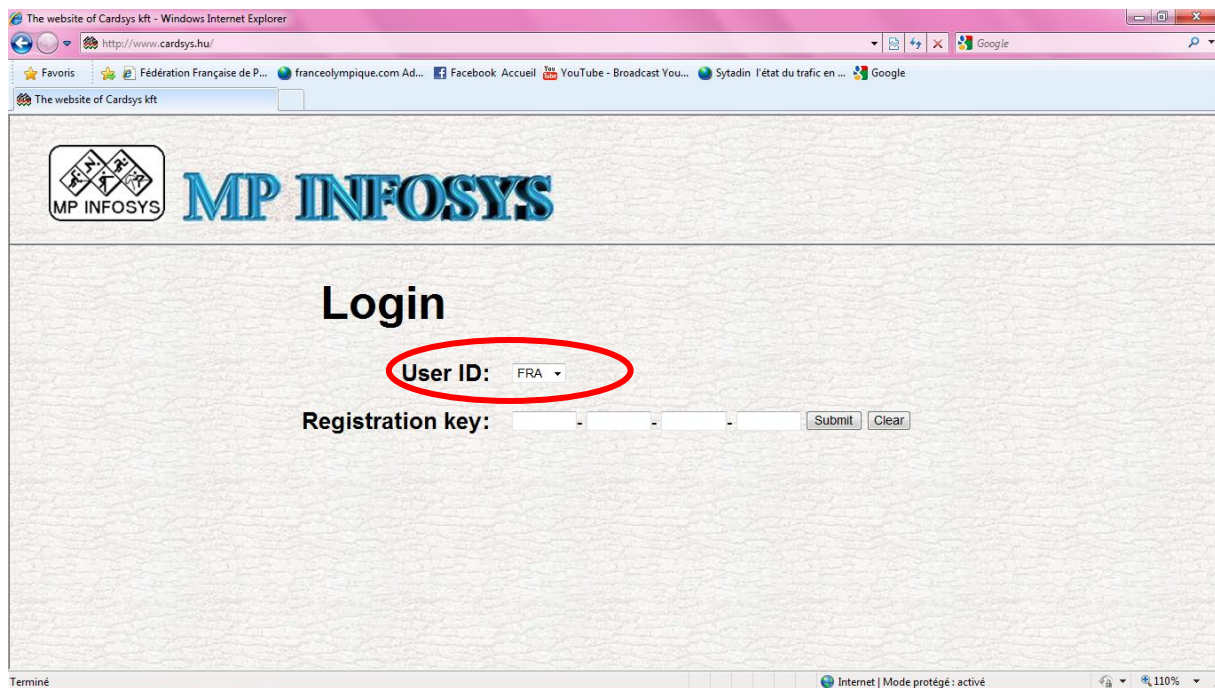 The website of Cardsys kft - Windows Internet Explorer
http://www.cardsys.hu/
Google
Favoris
Fédération Française de P...
franceolympique.com Ad...
Facebook Accueil
YouTube - Broadcast You...
Sytadin l'état du trafic en ...
Google
The website of Cardsys kft
MP INFOSYS
MP INFOSYS
Login
User ID: FRA
Registration key: - - - Submit Clear
Terminé
Internet | Mode protégé : activé
110%